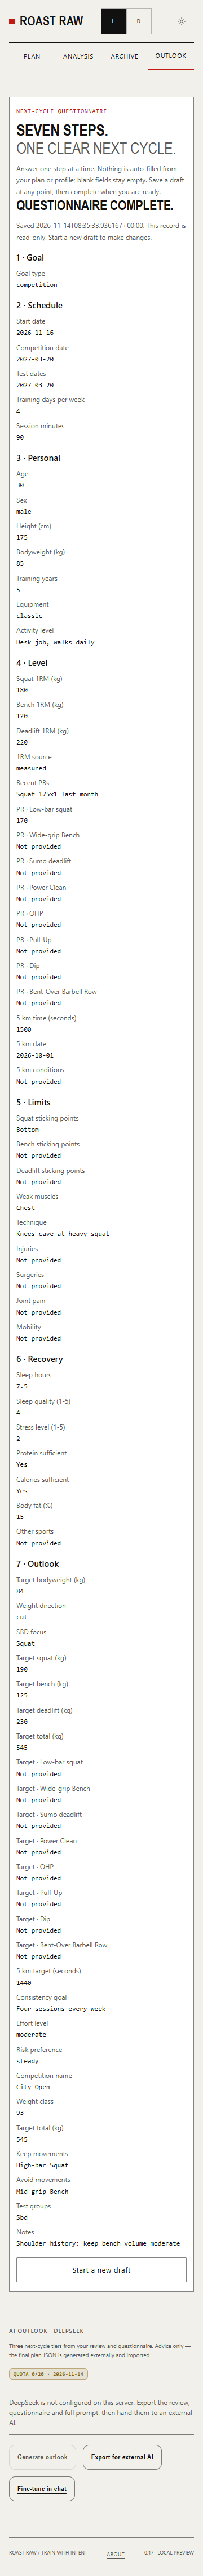 ROAST RAW
L
D
PLAN
ANALYSIS
ARCHIVE
OUTLOOK
NEXT-CYCLE QUESTIONNAIRE
SEVEN STEPS.
ONE CLEAR NEXT CYCLE.
Answer one step at a time. Nothing is auto-filled from
your plan or profile; blank fields stay empty. Save a draft
at any point, then complete when you are ready.
QUESTIONNAIRE COMPLETE.
Saved 2026-11-14T08:35:33.936167+00:00. This record is
read-only. Start a new draft to make changes.
1 · Goal
Goal type
competition
2 · Schedule
Start date
2026-11-16
Competition date
2027-03-20
Test dates
2027 03 20
Training days per week
4
Session minutes
90
3 · Personal
Age
30
Sex
male
Height (cm)
175
Bodyweight (kg)
85
Training years
5
Equipment
classic
Activity level
Desk job, walks daily
4 · Level
Squat 1RM (kg)
180
Bench 1RM (kg)
120
Deadlift 1RM (kg)
220
1RM source
measured
Recent PRs
Squat 175x1 last month
PR · Low-bar squat
170
PR · Wide-grip Bench
Not provided
PR · Sumo deadlift
Not provided
PR · Power Clean
Not provided
PR · OHP
Not provided
PR · Pull-Up
Not provided
PR · Dip
Not provided
PR · Bent-Over Barbell Row
Not provided
5 km time (seconds)
1500
5 km date
2026-10-01
5 km conditions
Not provided
5 · Limits
Squat sticking points
Bottom
Bench sticking points
Not provided
Deadlift sticking points
Not provided
Weak muscles
Chest
Technique
Knees cave at heavy squat
Injuries
Not provided
Surgeries
Not provided
Joint pain
Not provided
Mobility
Not provided
6 · Recovery
Sleep hours
7.5
Sleep quality (1-5)
4
Stress level (1-5)
2
Protein sufficient
Yes
Calories sufficient
Yes
Body fat (%)
15
Other sports
Not provided
7 · Outlook
Target bodyweight (kg)
84
Weight direction
cut
SBD focus
Squat
Target squat (kg)
190
Target bench (kg)
125
Target deadlift (kg)
230
Target total (kg)
545
Target · Low-bar squat
Not provided
Target · Wide-grip Bench
Not provided
Target · Sumo deadlift
Not provided
Target · Power Clean
Not provided
Target · OHP
Not provided
Target · Pull-Up
Not provided
Target · Dip
Not provided
Target · Bent-Over Barbell Row
Not provided
5 km target (seconds)
1440
Consistency goal
Four sessions every week
Effort level
moderate
Risk preference
steady
Competition name
City Open
Weight class
93
Target total (kg)
545
Keep movements
High-bar Squat
Avoid movements
Mid-grip Bench
Test groups
Sbd
Notes
Shoulder history: keep bench volume moderate
Start a new draft
AI OUTLOOK · DEEPSEEK
Three next-cycle tiers from your review and questionnaire. Advice only —
the final plan JSON is generated externally and imported.
QUOTA 0/20 · 2026-11-14
DeepSeek is not configured on this server. Export the review,
questionnaire and full prompt, then hand them to an external
AI.
Generate outlook
Export for external AI
Fine-tune in chat
ROAST RAW / TRAIN WITH INTENT
ABOUT
0.17 · LOCAL PREVIEW